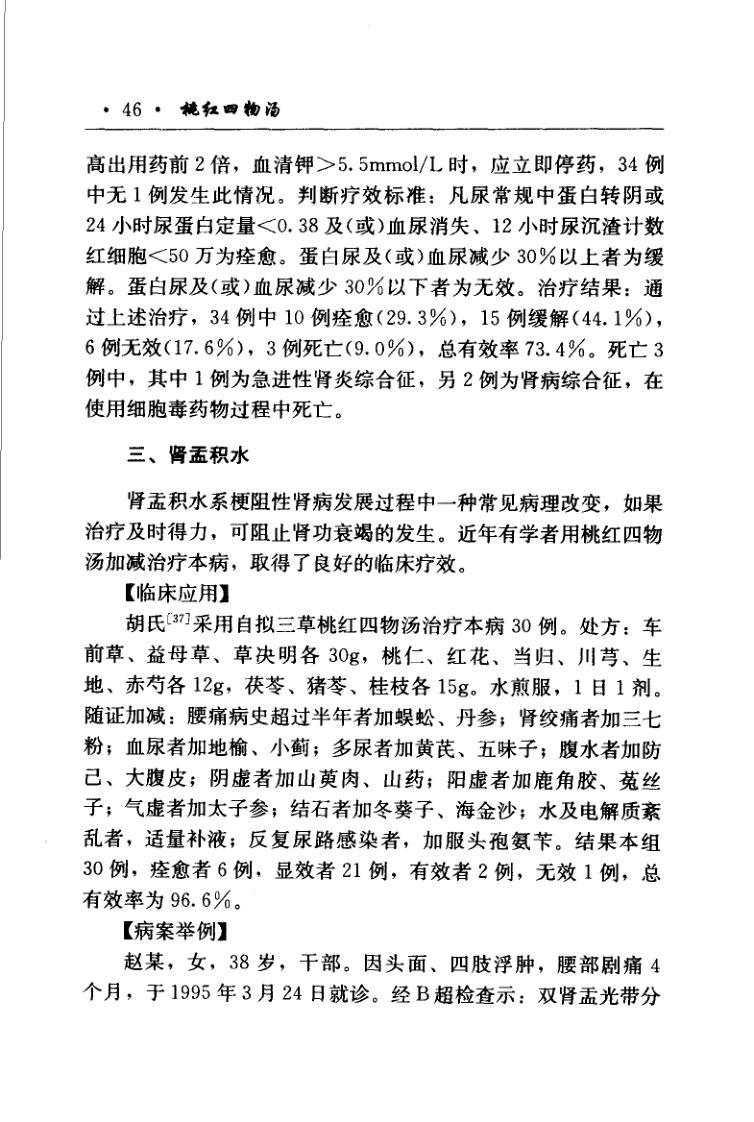 · 46 · 桃红四物汤
高出用药前 2 倍，血清钾＞5.5mmol/L 时，应立即停药，34 例
中无 1 例发生此情况。判断疗效标准：凡尿常规中蛋白转阴或
24 小时尿蛋白定量＜0.38 及(或)血尿消失、12 小时尿沉渣计数
红细胞＜50 万为痊愈。蛋白尿及(或)血尿减少 30％以上者为缓
解。蛋白尿及(或)血尿减少 30％以下者为无效。治疗结果：通
过上述治疗，34 例中 10 例痊愈(29.3％)，15 例缓解(44.1％)，
6 例无效(17.6％)，3 例死亡(9.0％)，总有效率 73.4％。死亡 3
例中，其中 1 例为急进性肾炎综合征，另 2 例为肾病综合征，在
使用细胞毒药物过程中死亡。
三、肾盂积水
肾盂积水系梗阻性肾病发展过程中一种常见病理改变，如果
治疗及时得力，可阻止肾功衰竭的发生。近年有学者用桃红四物
汤加减治疗本病，取得了良好的临床疗效。
【临床应用】
胡氏[37]采用自拟三草桃红四物汤治疗本病 30 例。处方：车
前草、益母草、草决明各 30g，桃仁、红花、当归、川芎、生
地、赤芍各 12g，茯苓、猪苓、桂枝各 15g。水煎服，1 日 1 剂。
随证加减：腰痛病史超过半年者加蜈蚣、丹参；肾绞痛者加三七
粉；血尿者加地榆、小蓟；多尿者加黄芪、五味子；腹水者加防
己、大腹皮；阴虚者加山萸肉、山药；阳虚者加鹿角胶、菟丝
子；气虚者加太子参；结石者加冬葵子、海金沙；水及电解质紊
乱者，适量补液；反复尿路感染者，加服头孢氨苄。结果本组
30 例，痊愈者 6 例，显效者 21 例，有效者 2 例，无效 1 例，总
有效率为 96.6％。
【病案举例】
赵某，女，38 岁，干部。因头面、四肢浮肿，腰部剧痛 4
个月，于 1995 年 3 月 24 日就诊。经 B 超检查示：双肾盂光带分